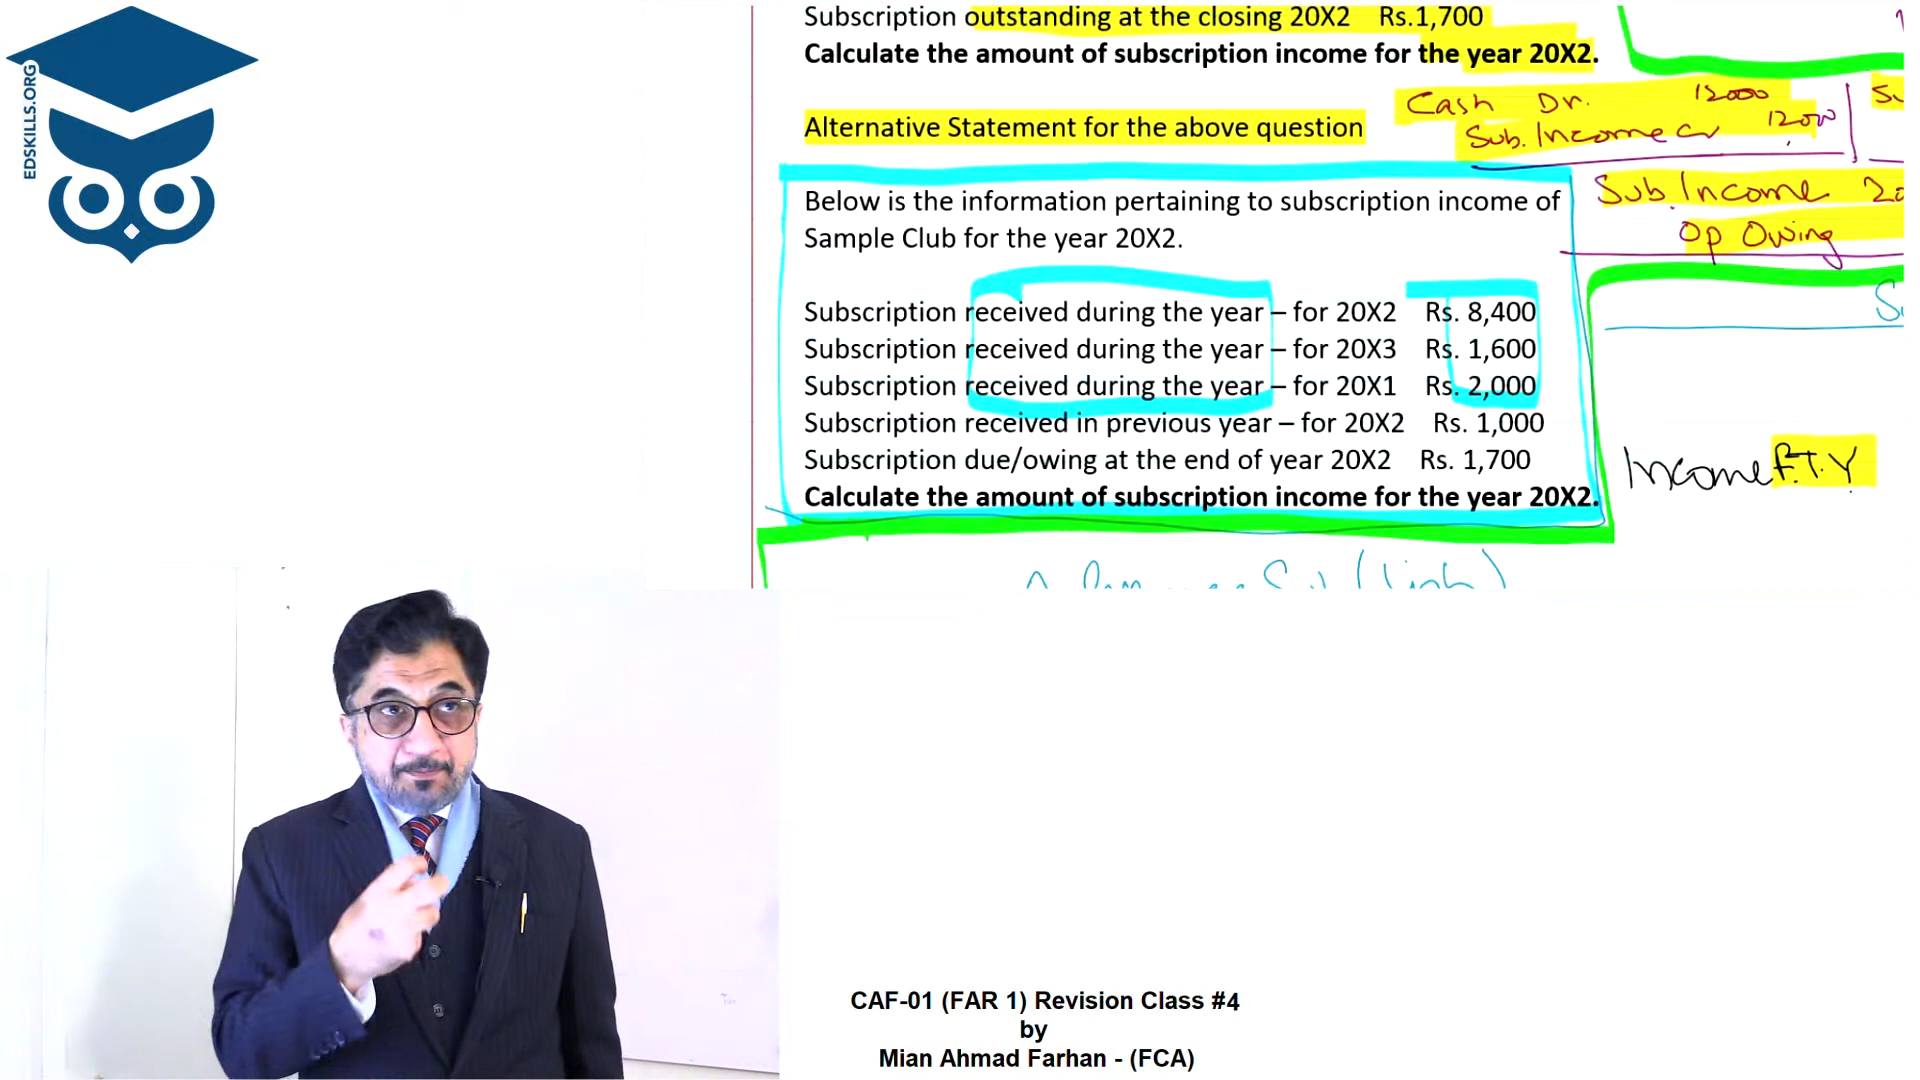 EDSKILLS.ORG
Subscription outstanding at the closing 20X2 Rs.1,700
Calculate the amount of subscription income for the year 20X2.
Cash Dr. 12000
Sub. Income Cr 12000
Alternative Statement for the above question
Below is the information pertaining to subscription income of
Sample Club for the year 20X2.
Sub. Income 20
Op Owing
Subscription received during the year – for 20X2 Rs. 8,400
Subscription received during the year – for 20X3 Rs. 1,600
Subscription received during the year – for 20X1 Rs. 2,000
Subscription received in previous year – for 20X2 Rs. 1,000
Subscription due/owing at the end of year 20X2 Rs. 1,700
Calculate the amount of subscription income for the year 20X2.
Income F.T.Y
CAF-01 (FAR 1) Revision Class #4
by
Mian Ahmad Farhan - (FCA)